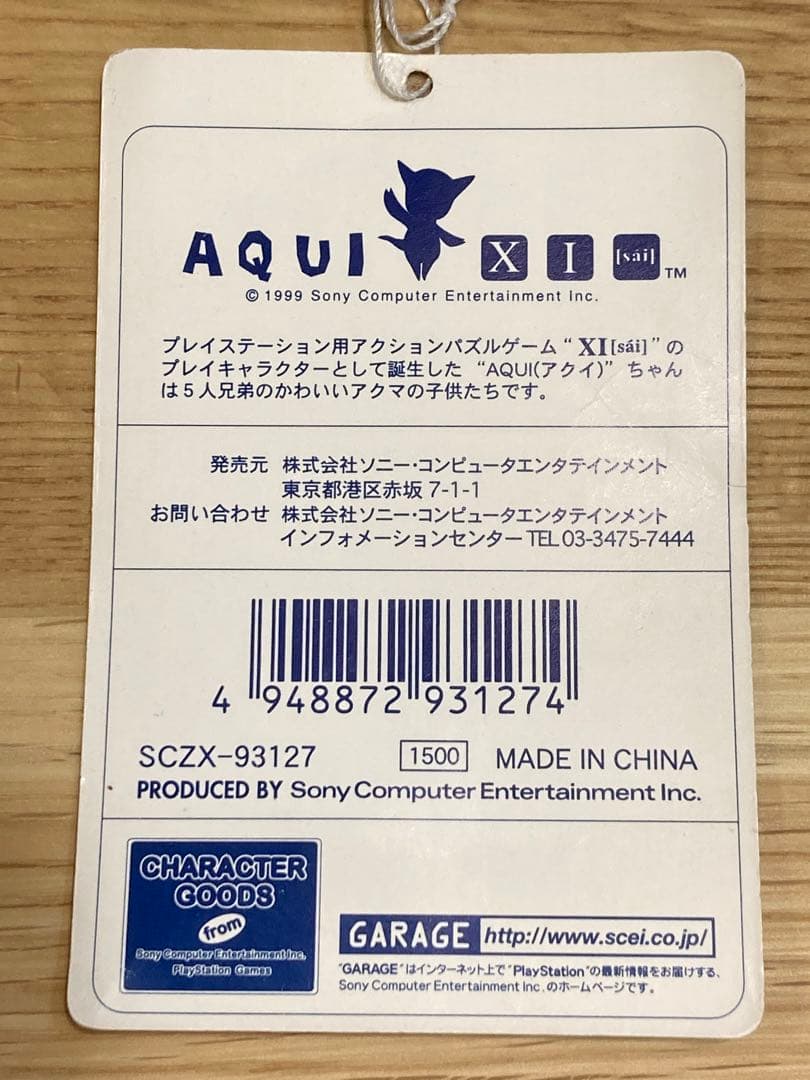 AQUI XI [sái]™
© 1999 Sony Computer Entertainment Inc.
プレイステーション用アクションパズルゲーム“XI[sái]”の
プレイキャラクターとして誕生した “AQUI(アクイ)” ちゃん
は5人兄弟のかわいいアクマの子供たちです。
発売元 株式会社ソニー・コンピュータエンタテインメント
東京都港区赤坂 7-1-1
お問い合わせ 株式会社ソニー・コンピュータエンタテインメント
インフォメーションセンター TEL 03-3475-7444
4 948872 931274
SCZX-93127 1500 MADE IN CHINA
PRODUCED BY Sony Computer Entertainment Inc.
CHARACTER
GOODS
from
Sony Computer Entertainment Inc.
PlayStation Games
GARAGE http://www.scei.co.jp/
"GARAGE"はインターネット上で"PlayStation"の最新情報をお届けする、
Sony Computer Entertainment Inc. のホームページです。